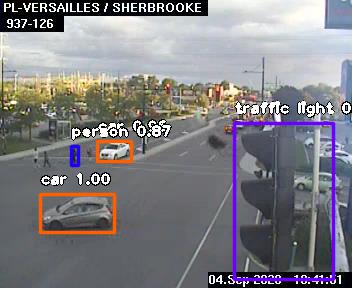 PL-VERSAILLES / SHERBROOKE
937-126
traffic light 0
person 0.87
car 1.00
04.Sep 2020 - 18:41:01